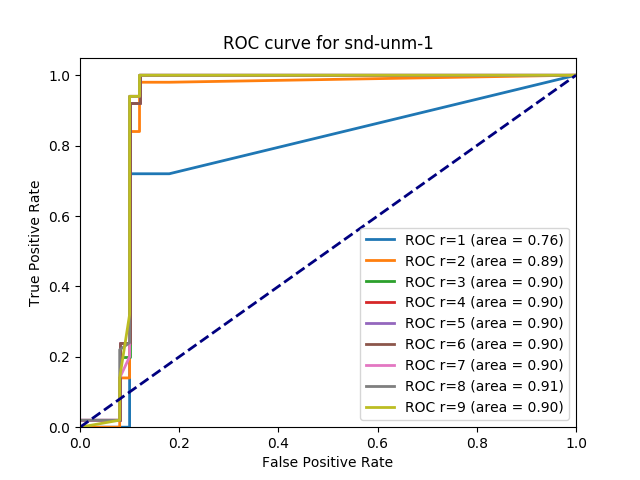 ROC curve for snd-unm-1
True Positive Rate
1.0
0.8
0.6
0.4
0.2
0.0
ROC r=1 (area = 0.76)
ROC r=2 (area = 0.89)
ROC r=3 (area = 0.90)
ROC r=4 (area = 0.90)
ROC r=5 (area = 0.90)
ROC r=6 (area = 0.90)
ROC r=7 (area = 0.90)
ROC r=8 (area = 0.91)
ROC r=9 (area = 0.90)
0.0 0.2 0.4 0.6 0.8 1.0
False Positive Rate